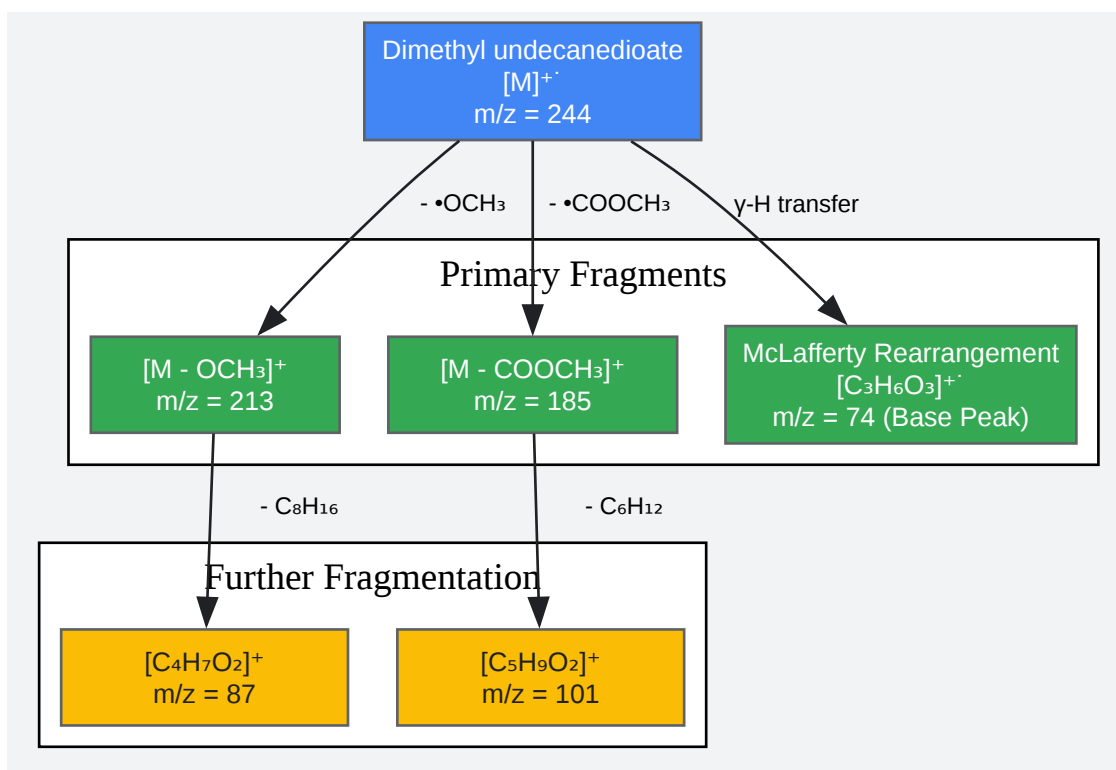 Dimethyl undecanedioate
[M]⁺˙
m/z = 244
- •OCH₃
- •COOCH₃
γ-H transfer
Primary Fragments
[M - OCH₃]⁺
m/z = 213
[M - COOCH₃]⁺
m/z = 185
McLafferty Rearrangement
[C₃H₆O₃]⁺˙
m/z = 74 (Base Peak)
- C₈H₁₆
- C₆H₁₂
Further Fragmentation
[C₄H₇O₂]⁺
m/z = 87
[C₅H₉O₂]⁺
m/z = 101